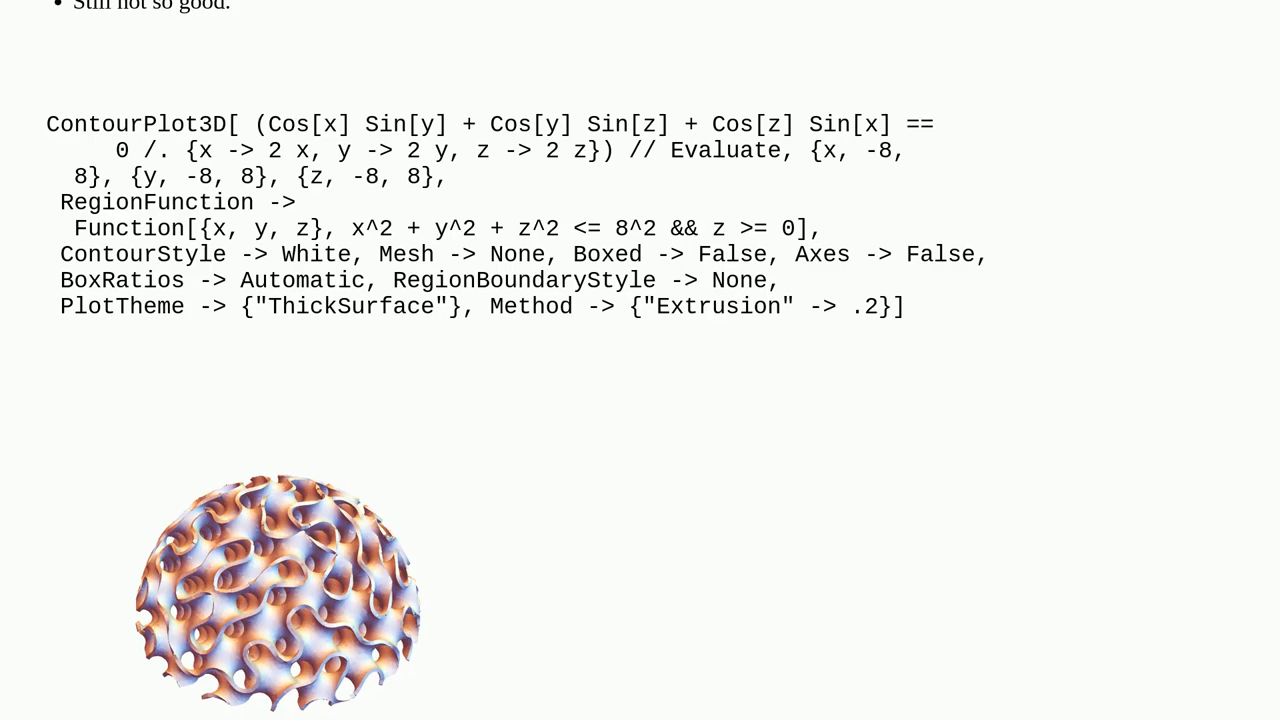 Still not so good.
ContourPlot3D[ (Cos[x] Sin[y] + Cos[y] Sin[z] + Cos[z] Sin[x] ==
0 /. {x -> 2 x, y -> 2 y, z -> 2 z}) // Evaluate, {x, -8,
8}, {y, -8, 8}, {z, -8, 8},
RegionFunction ->
Function[{x, y, z}, x^2 + y^2 + z^2 <= 8^2 && z >= 0],
ContourStyle -> White, Mesh -> None, Boxed -> False, Axes -> False,
BoxRatios -> Automatic, RegionBoundaryStyle -> None,
PlotTheme -> {"ThickSurface"}, Method -> {"Extrusion" -> .2}]